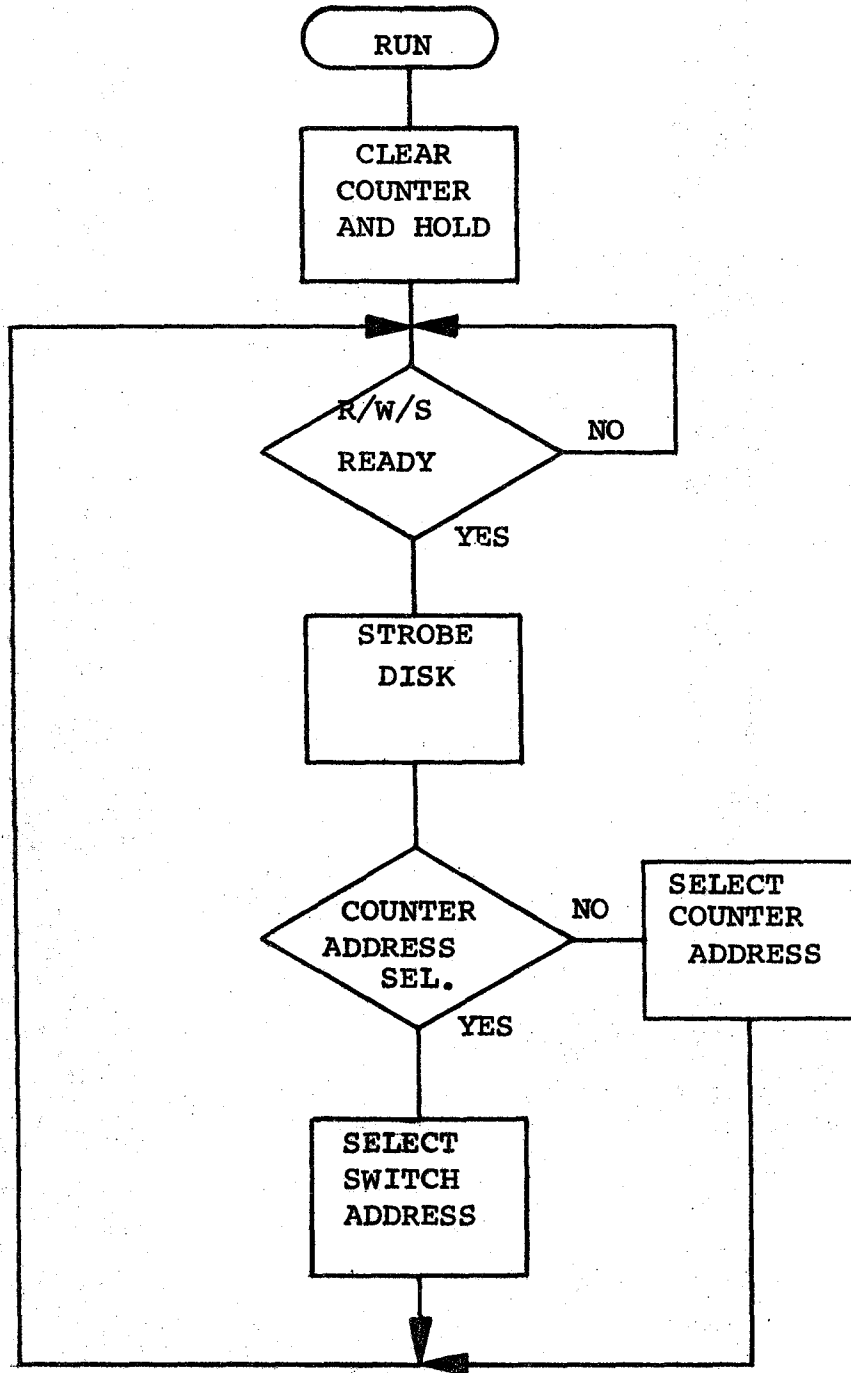 RUN
CLEAR
COUNTER
AND HOLD
R/W/S
READY
NO
YES
STROBE
DISK
COUNTER
ADDRESS
SEL.
NO
YES
SELECT
COUNTER
ADDRESS
SELECT
SWITCH
ADDRESS